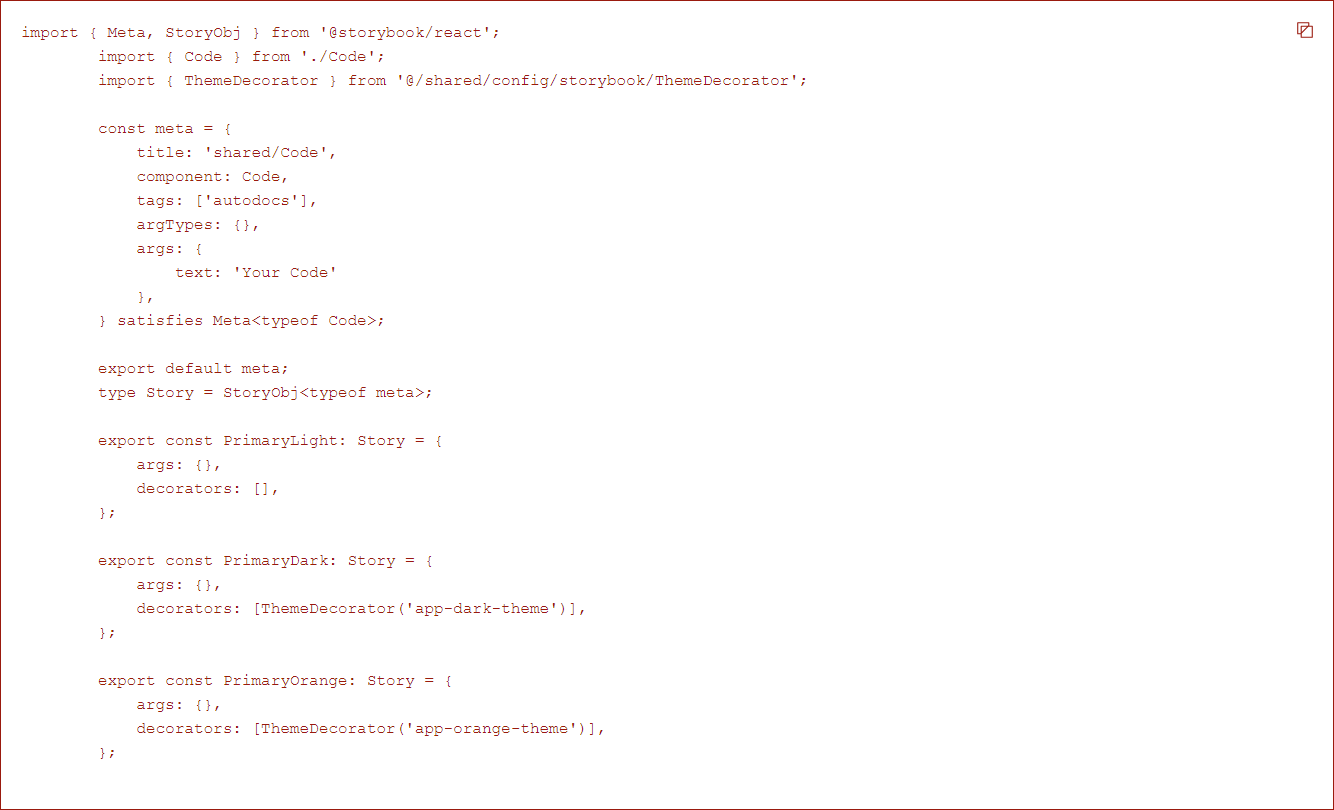 import { Meta, StoryObj } from '@storybook/react';
        import { Code } from './Code';
        import { ThemeDecorator } from '@/shared/config/storybook/ThemeDecorator';

        const meta = {
            title: 'shared/Code',
            component: Code,
            tags: ['autodocs'],
            argTypes: {},
            args: {
                text: 'Your Code'
            },
        } satisfies Meta<typeof Code>;

        export default meta;
        type Story = StoryObj<typeof meta>;

        export const PrimaryLight: Story = {
            args: {},
            decorators: [],
        };

        export const PrimaryDark: Story = {
            args: {},
            decorators: [ThemeDecorator('app-dark-theme')],
        };

        export const PrimaryOrange: Story = {
            args: {},
            decorators: [ThemeDecorator('app-orange-theme')],
        };